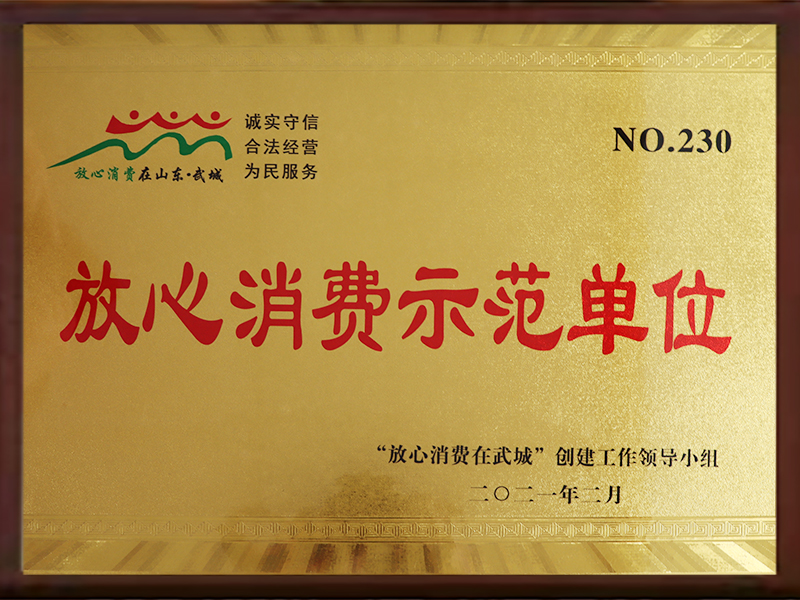 诚实守信
合法经营
为民服务
放心消费在山东·武城
NO.230
放心消费示范单位
“放心消费在武城”创建工作领导小组
二〇二一年二月